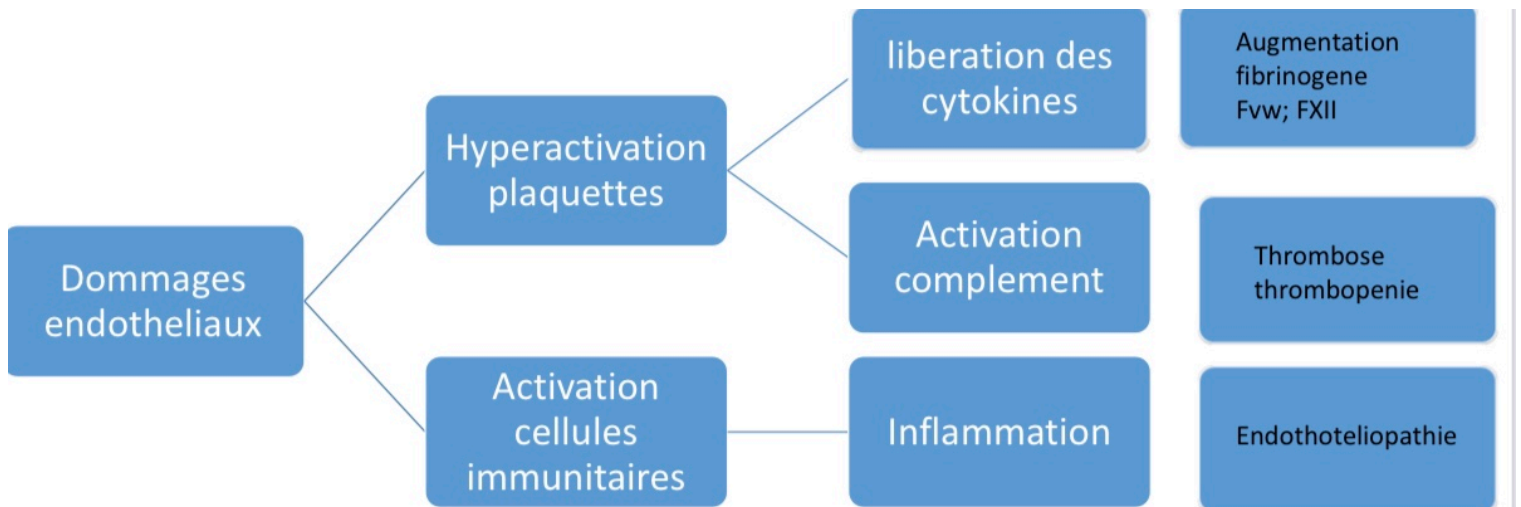 Dommages
endotheliaux
Hyperactivation
plaquettes
Activation
cellules
immunitaires
liberation des
cytokines
Activation
complement
Inflammation
Augmentation
fibrinogene
Fvw; FXII
Thrombose
thrombopenie
Endothoteliopathie